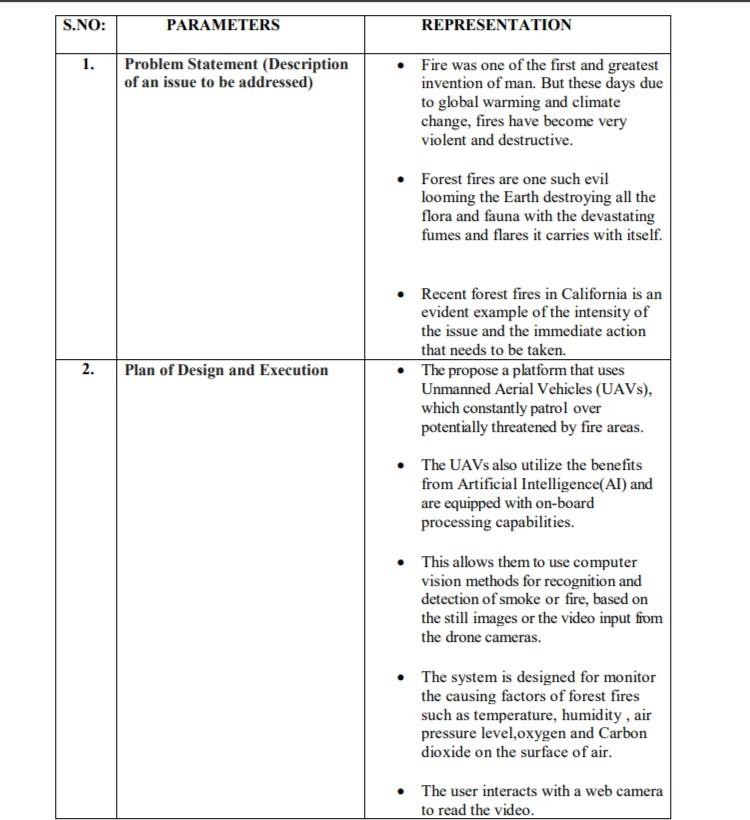 S.NO: PARAMETERS REPRESENTATION
1. Problem Statement (Description
of an issue to be addressed)
• Fire was one of the first and greatest
invention of man. But these days due
to global warming and climate
change, fires have become very
violent and destructive.
• Forest fires are one such evil
looming the Earth destroying all the
flora and fauna with the devastating
fumes and flares it carries with itself.
• Recent forest fires in California is an
evident example of the intensity of
the issue and the immediate action
that needs to be taken.
2. Plan of Design and Execution
• The propose a platform that uses
Unmanned Aerial Vehicles (UAVs),
which constantly patrol over
potentially threatened by fire areas.
• The UAVs also utilize the benefits
from Artificial Intelligence(AI) and
are equipped with on-board
processing capabilities.
• This allows them to use computer
vision methods for recognition and
detection of smoke or fire, based on
the still images or the video input from
the drone cameras.
• The system is designed for monitor
the causing factors of forest fires
such as temperature, humidity , air
pressure level,oxygen and Carbon
dioxide on the surface of air.
• The user interacts with a web camera
to read the video.